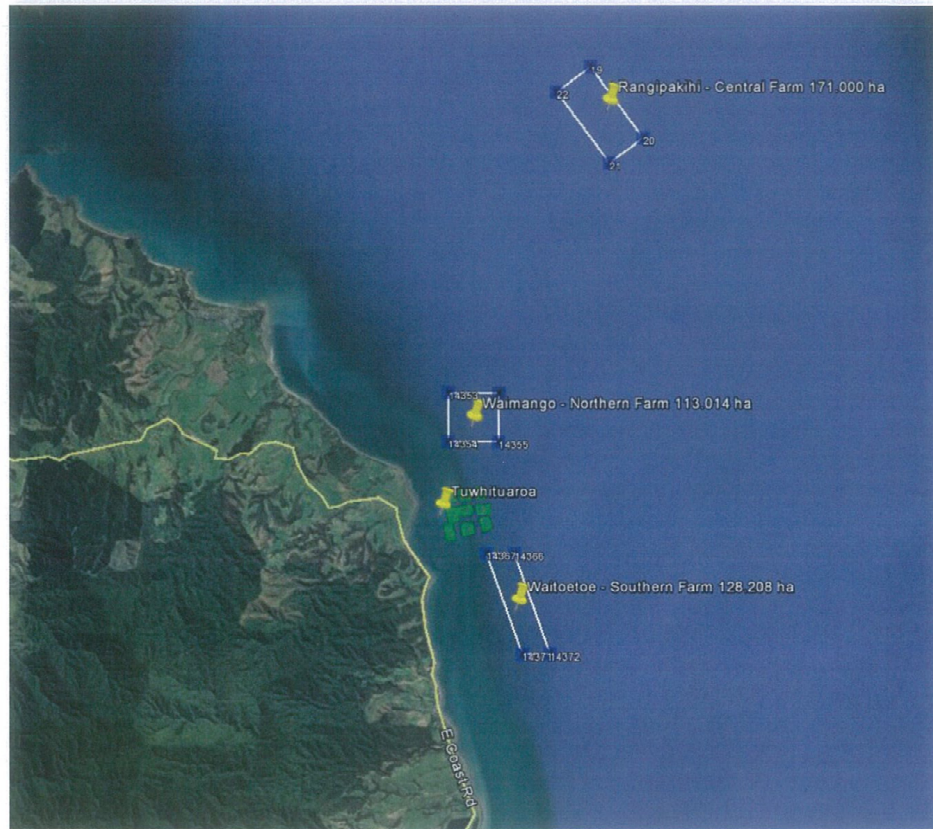 19
Rangipakihi - Central Farm 171.000 ha
22
20
21
14353
Waimango - Northern Farm 113.014 ha
14354
14355
Tuwhituaroa
14366
Waitoetoe - Southern Farm 128.208 ha
14372
E Coast Rd